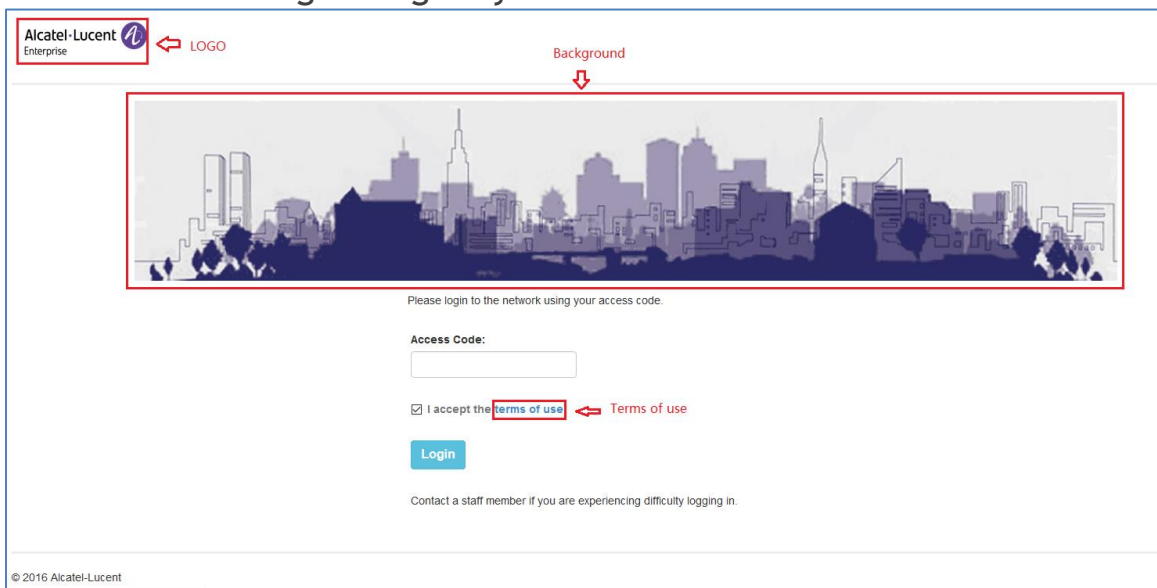 Alcatel·Lucent
Enterprise
LOGO
Background
Please login to the network using your access code.
Access Code:
I accept the terms of use
Terms of use
Login
Contact a staff member if you are experiencing difficulty logging in.
© 2016 Alcatel-Lucent